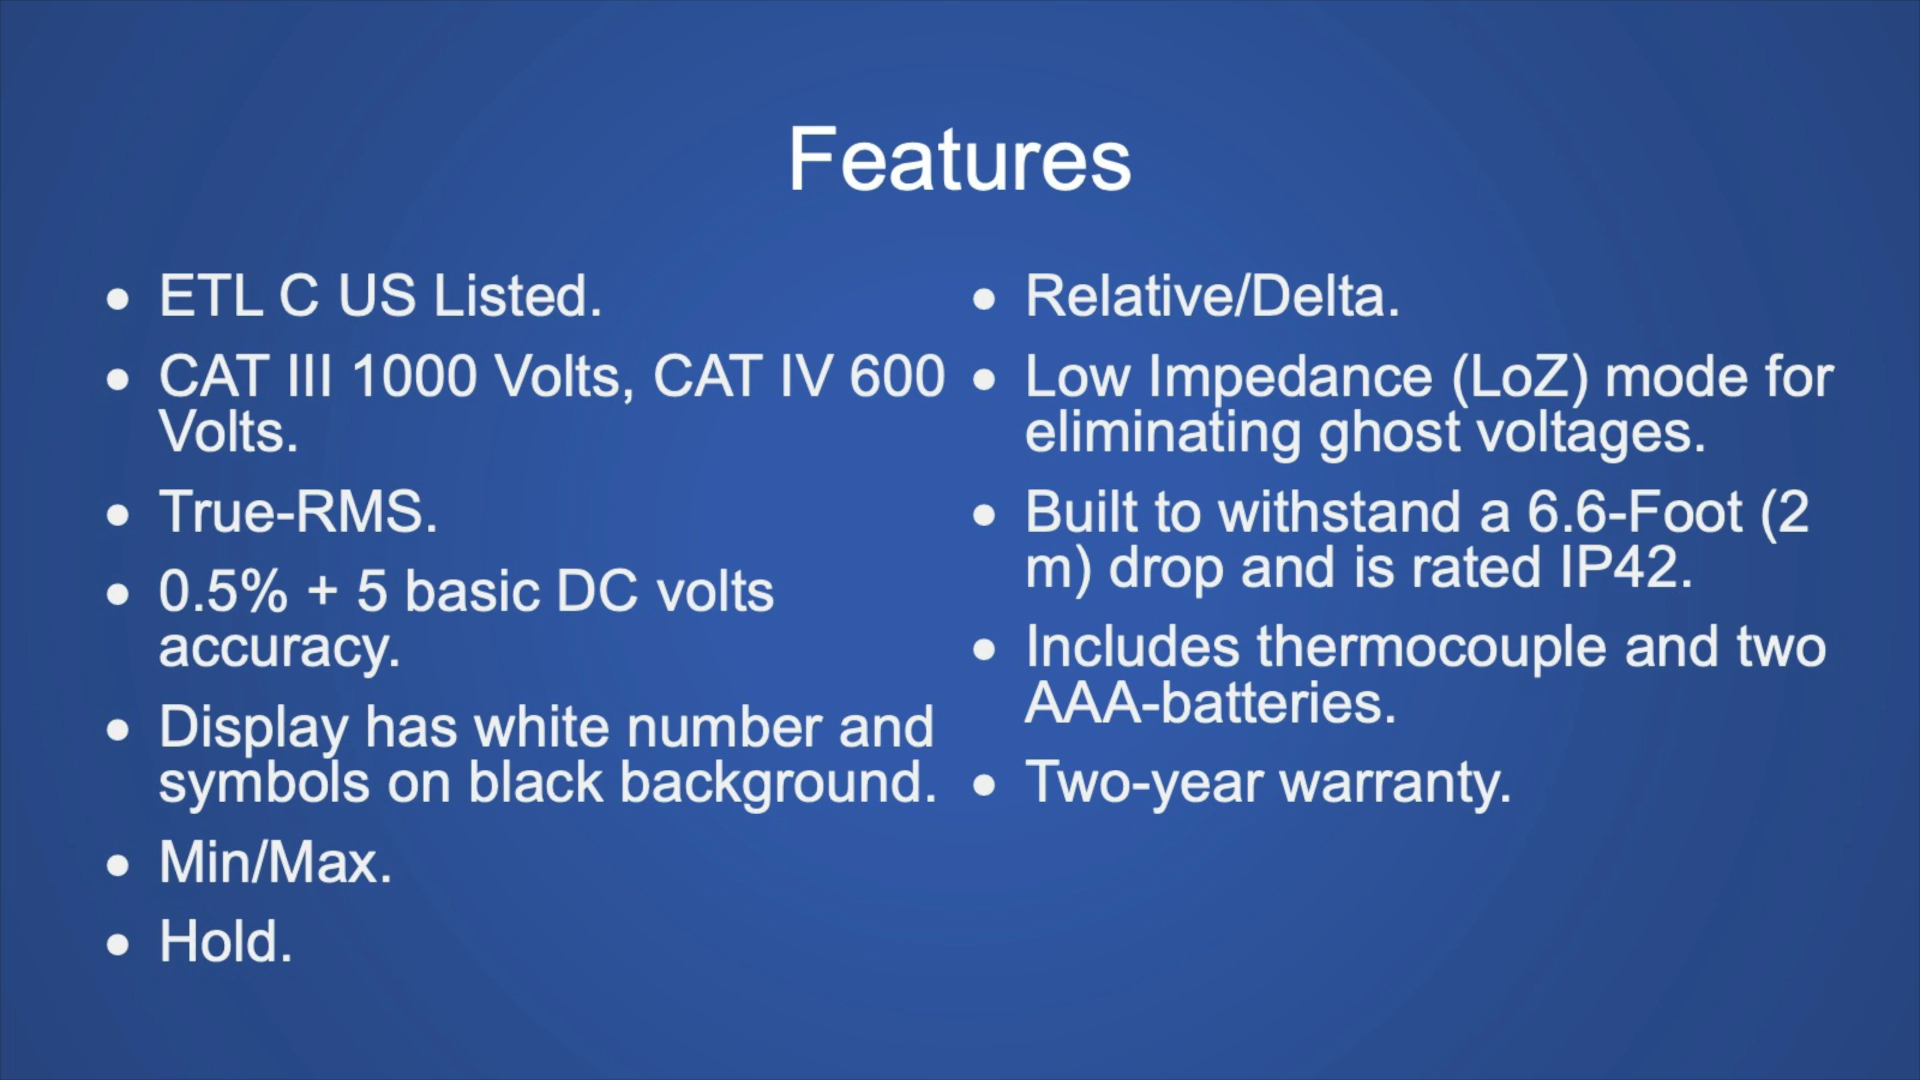 Features
• ETL C US Listed.
• CAT III 1000 Volts, CAT IV 600
Volts.
• True-RMS.
• 0.5% + 5 basic DC volts
accuracy.
• Display has white number and
symbols on black background.
• Min/Max.
• Hold.
• Relative/Delta.
• Low Impedance (LoZ) mode for
eliminating ghost voltages.
• Built to withstand a 6.6-Foot (2
m) drop and is rated IP42.
• Includes thermocouple and two
AAA-batteries.
• Two-year warranty.